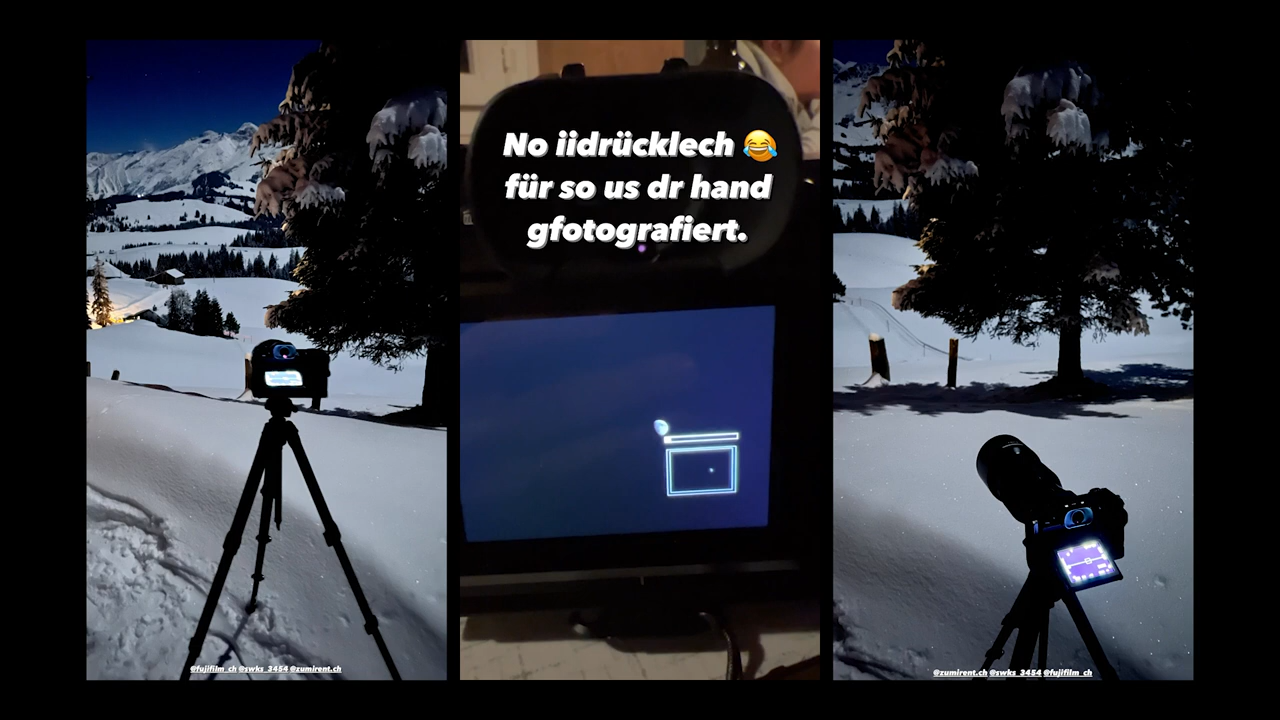 No iidrücklech 😂
für so us dr hand
gfotografiert.
@fujifilm_ch @swks_3454 @zumirent.ch
@zumirent.ch @swks_3454 @fujifilm_ch